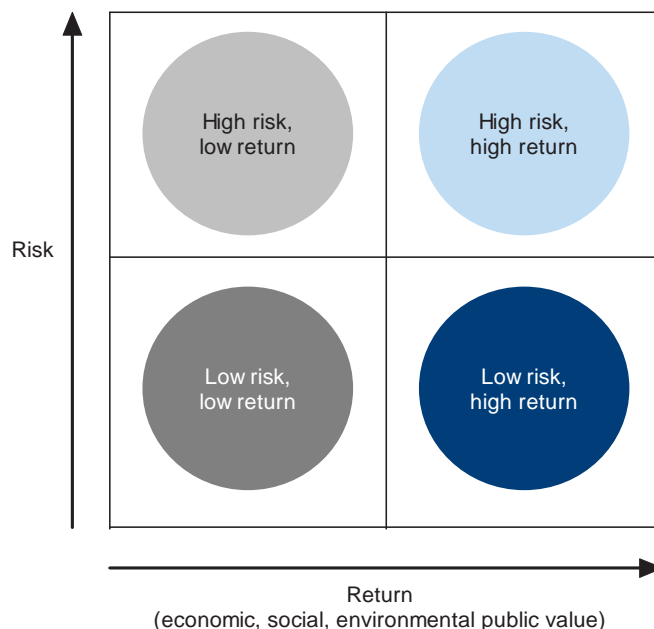 High risk,
low return
High risk,
high return
Risk
Low risk,
low return
Low risk,
high return
Return
(economic, social, environmental public value)